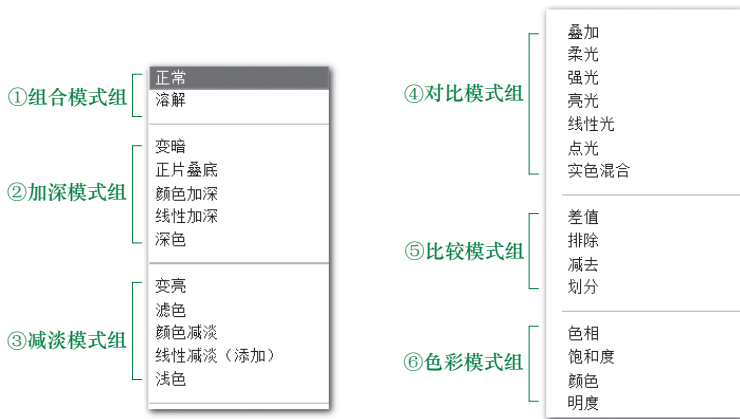 ①组合模式组
正常
溶解
②加深模式组
变暗
正片叠底
颜色加深
线性加深
深色
③减淡模式组
变亮
滤色
颜色减淡
线性减淡（添加）
浅色
④对比模式组
叠加
柔光
强光
亮光
线性光
点光
实色混合
⑤比较模式组
差值
排除
减去
划分
⑥色彩模式组
色相
饱和度
颜色
明度